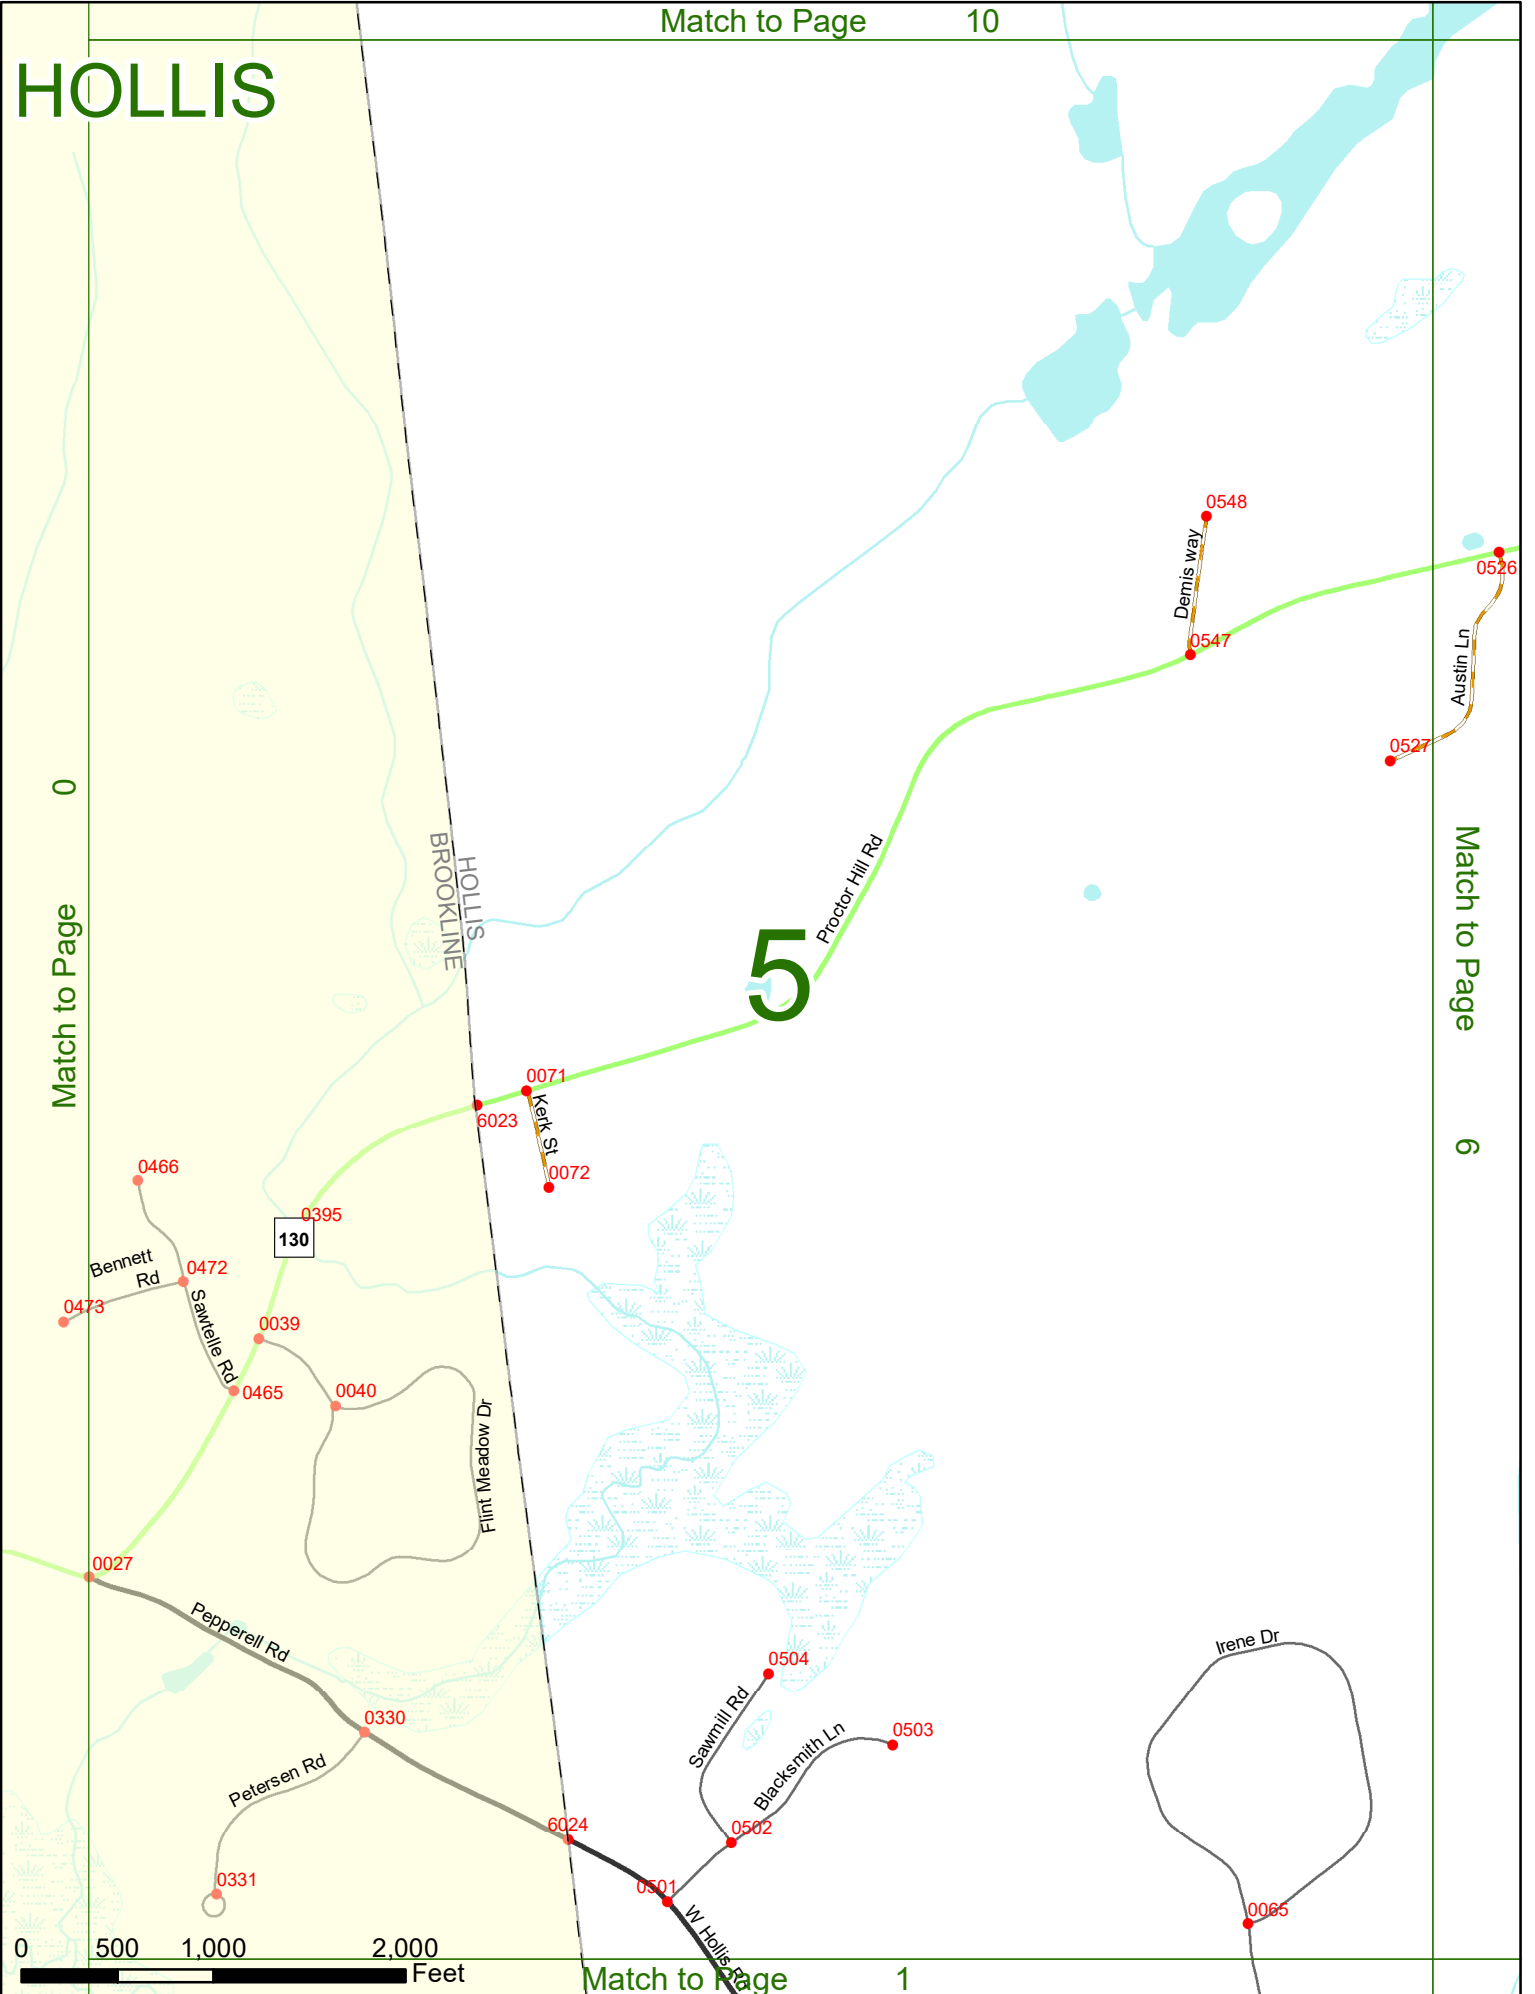 Match to Page 10
HOLLIS
0548
Demis way
0526
0547
Austin Ln
0527
0
Match to Page
HOLLIS
BROOKLINE
Proctor Hill Rd
5
Match to Page
6
0071
6023
Kerk St
0072
0466
0395
130
Bennett
Rd
0472
0473
Sawtelle Rd
0039
0465
0040
Flint Meadow Dr
0027
Pepperell Rd
0330
Petersen Rd
0331
0504
Sawmill Rd
0503
Blacksmith Ln
0502
6024
0501
W Hollis Rd
Irene Dr
0065
0 500 1,000 2,000
Feet
Match to Page 1